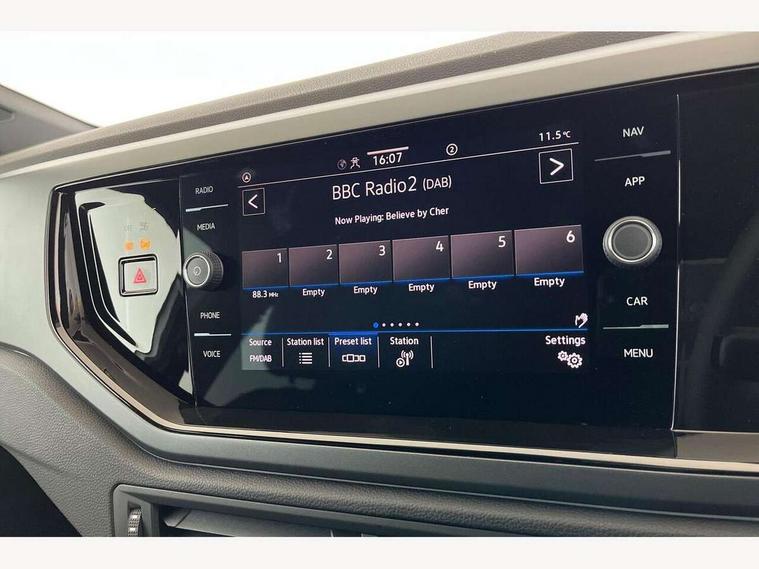 11.5°C
16:07
2
BBC Radio2 (DAB)
Now Playing: Believe by Cher
1 2 3 4 5 6
88.3 MHz Empty Empty Empty Empty Empty
Source Station list Preset list Station Settings
FM/DAB
RADIO
MEDIA
PHONE
VOICE
NAV
APP
CAR
MENU